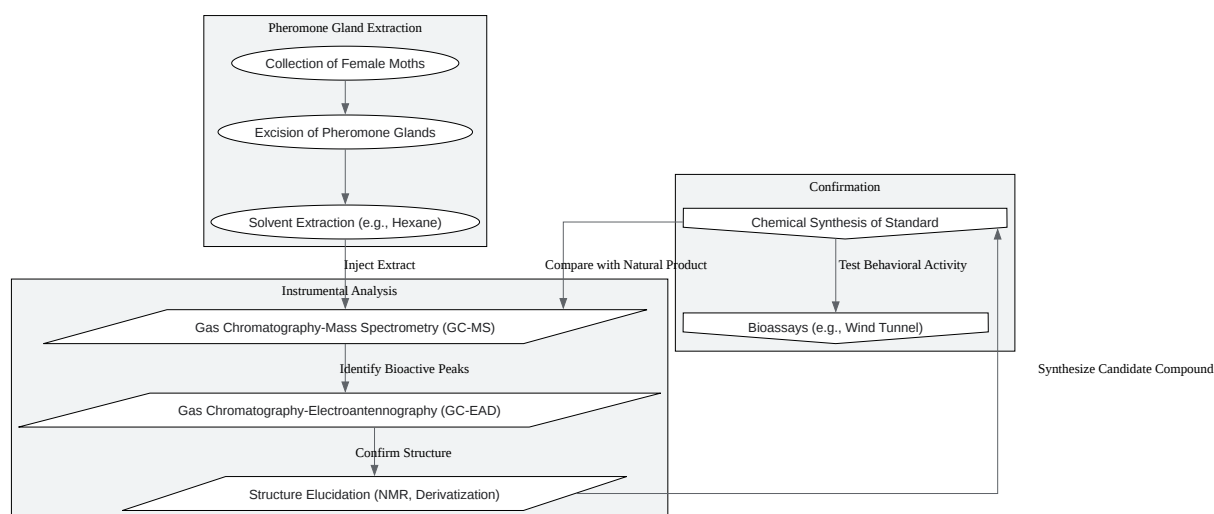 Pheromone Gland Extraction
Collection of Female Moths
Excision of Pheromone Glands
Solvent Extraction (e.g., Hexane)
Inject Extract
Instrumental Analysis
Gas Chromatography-Mass Spectrometry (GC-MS)
Identify Bioactive Peaks
Gas Chromatography-Electroantennography (GC-EAD)
Confirm Structure
Structure Elucidation (NMR, Derivatization)
Confirmation
Chemical Synthesis of Standard
Compare with Natural Product
Test Behavioral Activity
Bioassays (e.g., Wind Tunnel)
Synthesize Candidate Compound